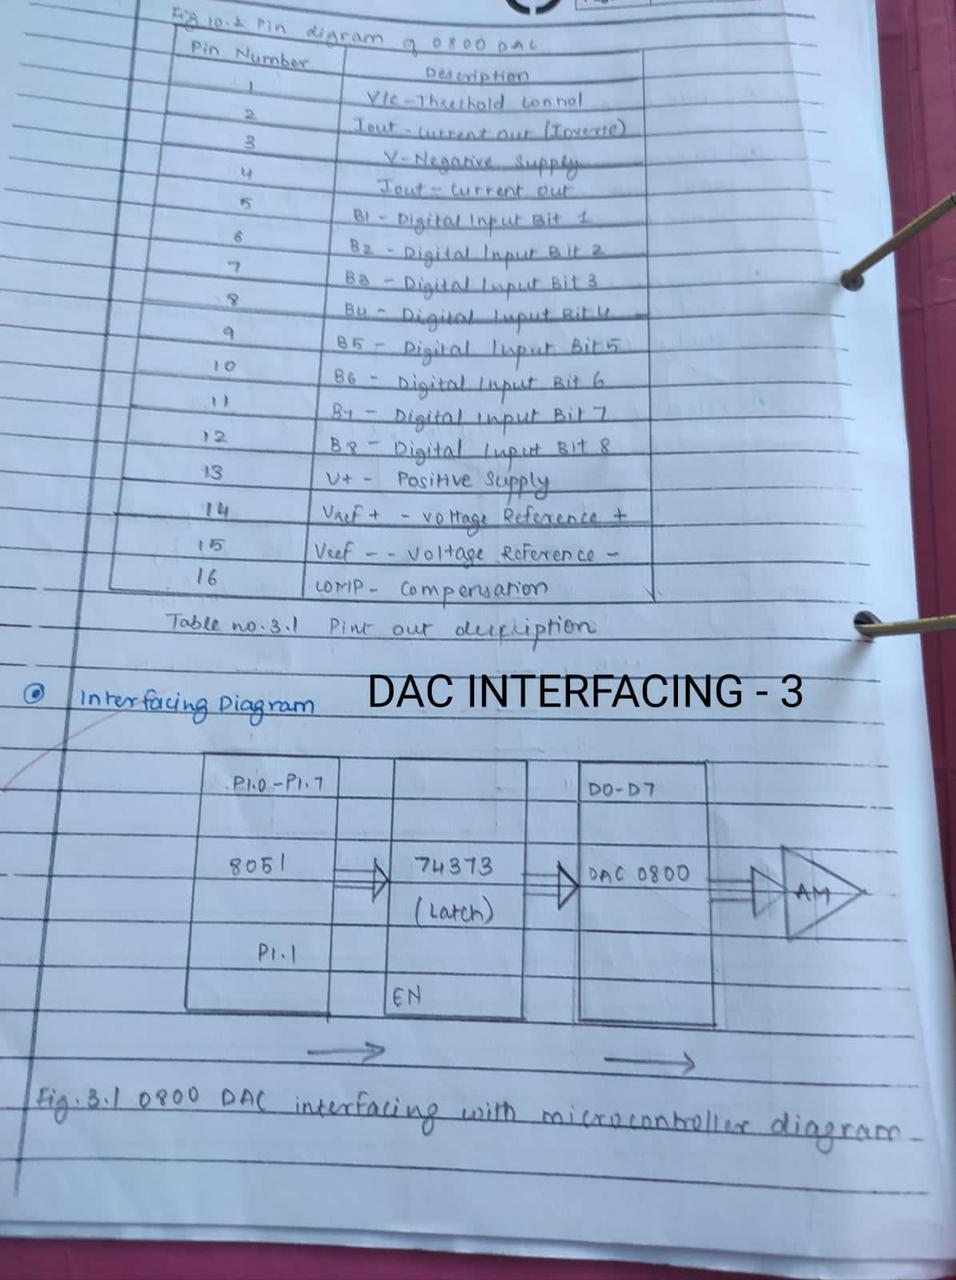 Fig 10.2 Pin digram of 0800 DAC
Pin Number Description
1 Vlc - Threshold connol
2 Iout - current out (Inverte)
3 V - Negative Supply
4 Iout - current out
5 B1 - Digital Input Bit 1
6 B2 - Digital Input Bit 2
7 B3 - Digital Input Bit 3
8 B4 - Digital Input Bit 4
9 B5 - Digital Input Bit 5
10 B6 - Digital Input Bit 6
11 B7 - Digital input Bit 7
12 B8 - Digital Input Bit 8
13 V+ - Positive Supply
14 Vref + - voltage Reference +
15 Vref - - voltage Reference -
16 COMP - Compensation
Table no. 3.1 Pint out
Interfacing Diagram
DAC INTERFACING - 3
P1.0 - P1.7 D0-D7
8051 74373 DAC 0800 AM
(Latch)
P1.1
EN
Fig. 3.1 0800 DAC interfacing with microcontroller diagram -